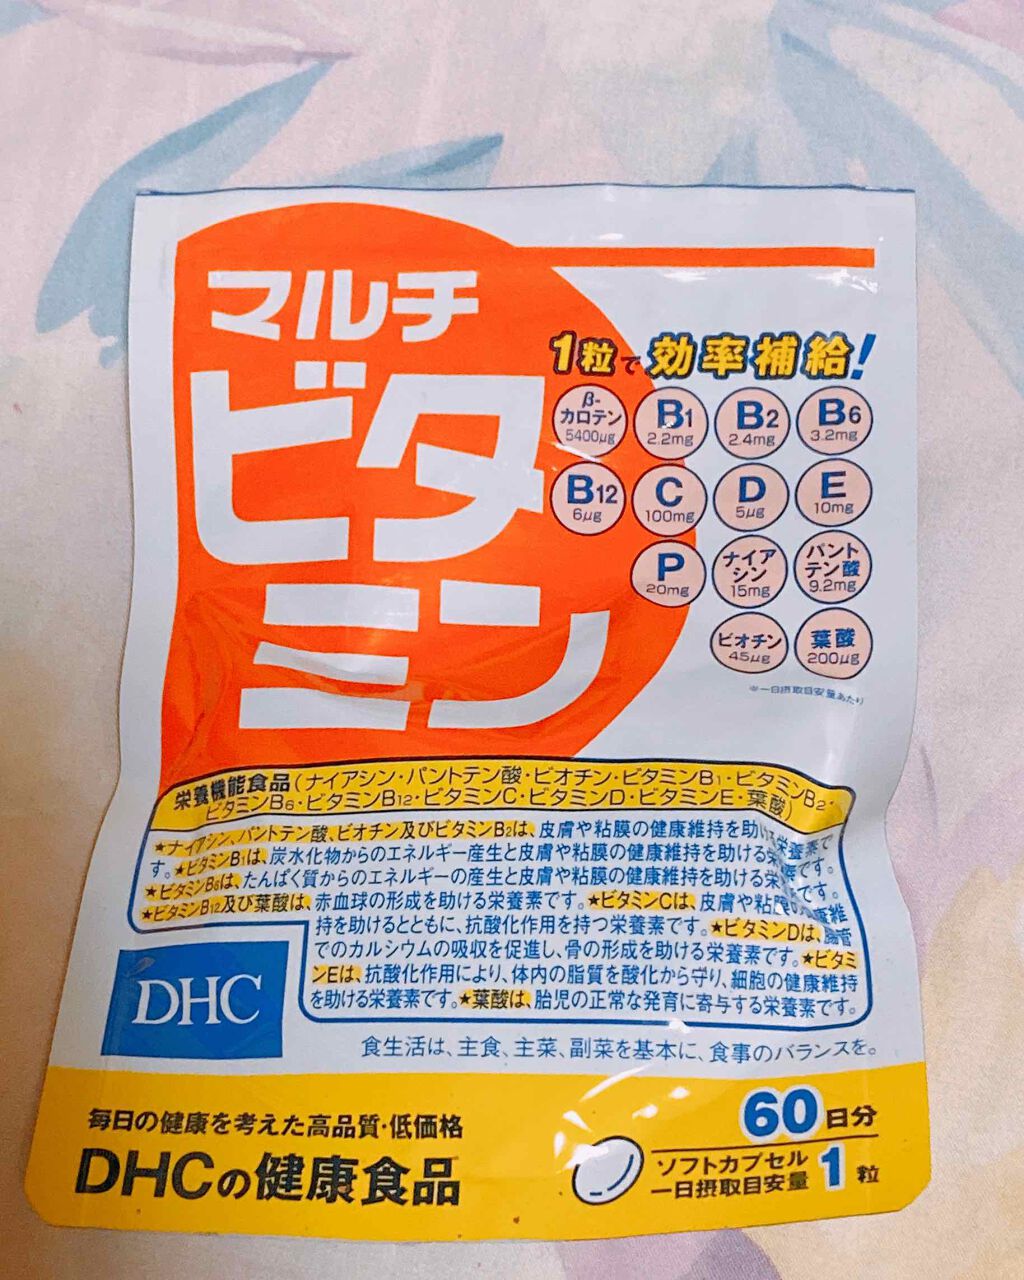 マルチ
ビタ
ミン
1粒で効率補給!
β-
カロテン
5400μg
B1
2.2mg
B2
2.4mg
B6
3.2mg
B12
6μg
C
100mg
D
5μg
E
10mg
P
20mg
ナイア
シン
15mg
パント
テン酸
9.2mg
ビオチン
45μg
葉酸
200μg
※一日摂取目安量あたり
栄養機能食品(ナイアシン・パントテン酸・ビオチン・ビタミンB1・ビタミンB2・
ビタミンB6・ビタミンB12・ビタミンC・ビタミンD・ビタミンE・葉酸)
★ナイアシン、パントテン酸、ビオチン及びビタミンB2は、皮膚や粘膜の健康維持を助ける栄養素で
す。★ビタミンB1は、炭水化物からのエネルギー産生と皮膚や粘膜の健康維持を助ける栄養素です。
★ビタミンB6は、たんぱく質からのエネルギーの産生と皮膚や粘膜の健康維持を助ける栄養素です。
★ビタミンB12及び葉酸は、赤血球の形成を助ける栄養素です。★ビタミンCは、皮膚や粘膜の健康維
持を助けるとともに、抗酸化作用を持つ栄養素です。★ビタミンDは、腸管
でのカルシウムの吸収を促進し、骨の形成を助ける栄養素です。★ビタミ
ンEは、抗酸化作用により、体内の脂質を酸化から守り、細胞の健康維持
を助ける栄養素です。★葉酸は、胎児の正常な発育に寄与する栄養素です。
DHC
食生活は、主食、主菜、副菜を基本に、食事のバランスを。
毎日の健康を考えた高品質・低価格
DHCの健康食品
60日分
ソフトカプセル
一日摂取目安量 1粒